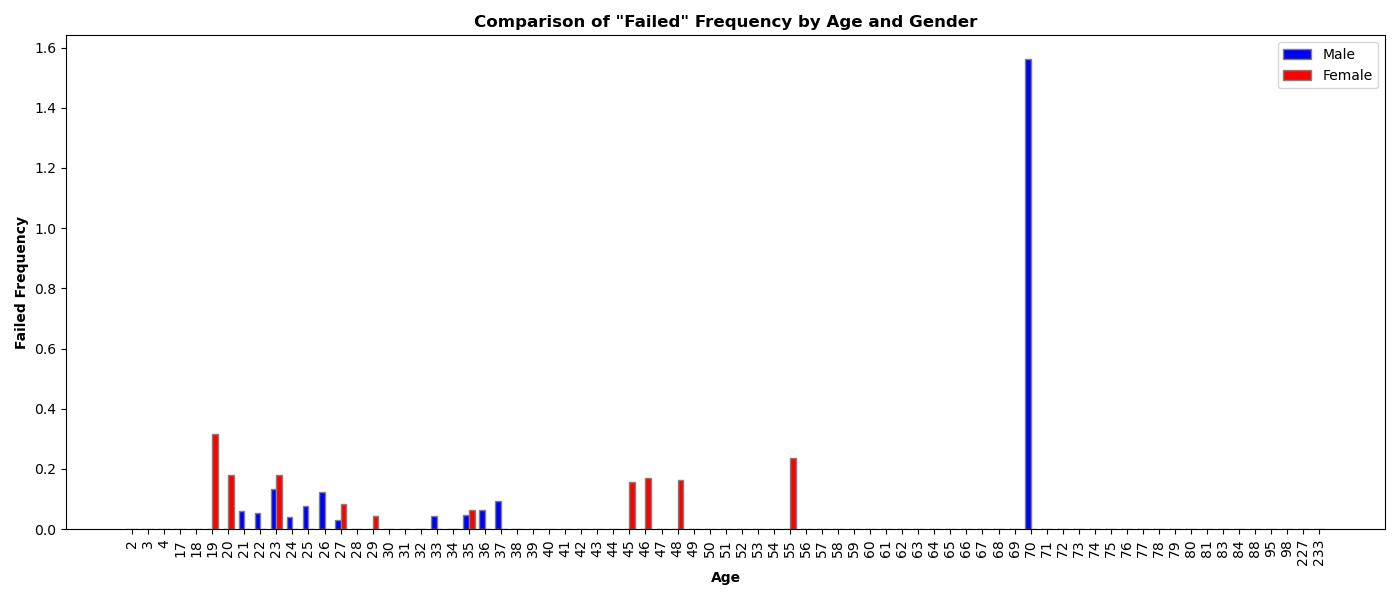 Comparison of "Failed" Frequency by Age and Gender
Male
Female
Failed Frequency
1.6
1.4
1.2
1.0
0.8
0.6
0.4
0.2
0.0
2 3 4 17 18 19 20 21 22 23 24 25 26 27 28 29 30 31 32 33 34 35 36 37 38 39 40 41 42 43 44 45 46 47 48 49 50 51 52 53 54 55 56 57 58 59 60 61 62 63 64 65 66 67 68 69 70 71 72 73 74 75 76 77 78 79 80 81 83 84 88 95 98 227 233
Age